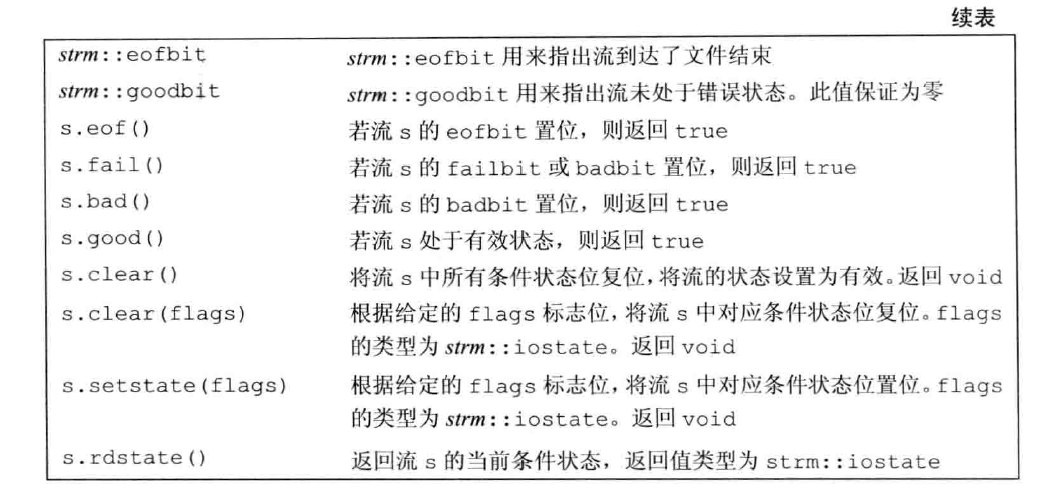 续表
strm::eofbit strm::eofbit 用来指出流到达了文件结束
strm::goodbit strm::goodbit 用来指出流未处于错误状态。此值保证为零
s.eof() 若流 s 的 eofbit 置位，则返回 true
s.fail() 若流 s 的 failbit 或 badbit 置位，则返回 true
s.bad() 若流 s 的 badbit 置位，则返回 true
s.good() 若流 s 处于有效状态，则返回 true
s.clear() 将流 s 中所有条件状态位复位，将流的状态设置为有效。返回 void
s.clear(flags) 根据给定的 flags 标志位，将流 s 中对应条件状态位复位。flags
的类型为 strm::iostate。返回 void
s.setstate(flags) 根据给定的 flags 标志位，将流 s 中对应条件状态位置位。flags
的类型为 strm::iostate。返回 void
s.rdstate() 返回流 s 的当前条件状态，返回值类型为 strm::iostate